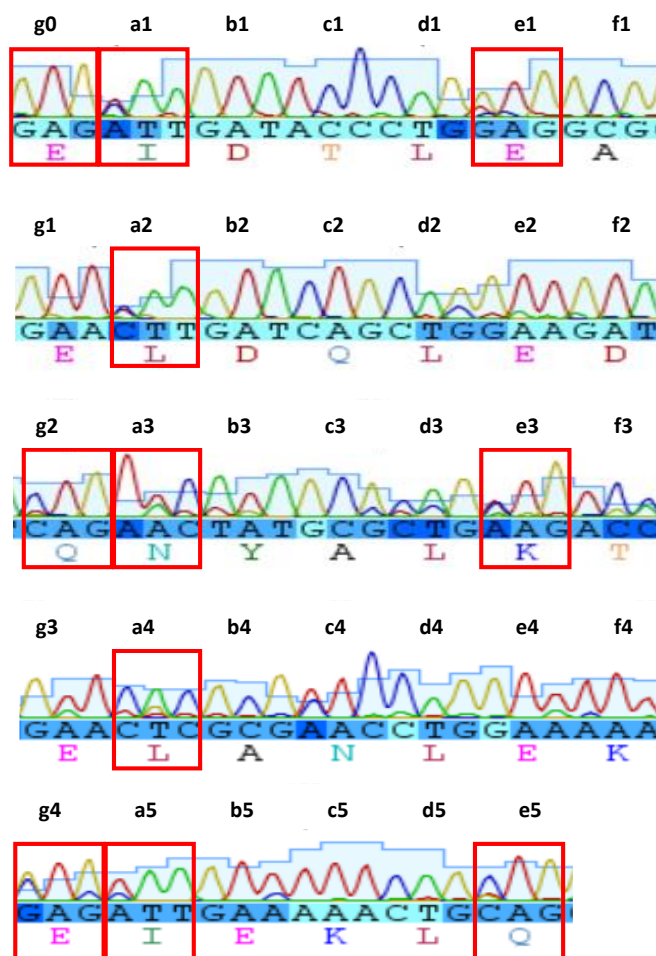 g0 a1 b1 c1 d1 e1 f1
GAGATTGATACCCTGGAGGCG
E I D T L E A
g1 a2 b2 c2 d2 e2 f2
GAACTTGATCAGCTGGAAGAT
E L D Q L E D
g2 a3 b3 c3 d3 e3 f3
CAGAACTATGCGCTGAAGACC
Q N Y A L K T
g3 a4 b4 c4 d4 e4 f4
GAACTCGCGAACCTGGAAAAA
E L A N L E K
g4 a5 b5 c5 d5 e5
GAGATTGAAAAACTGCAG
E I E K L Q